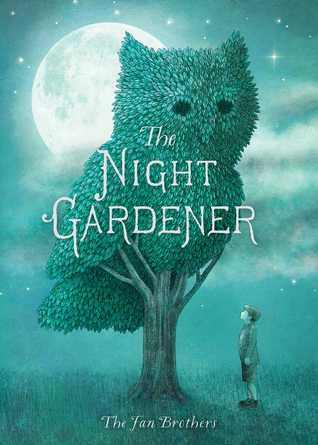 The
NIGHT
GARDENER
The Fan Brothers